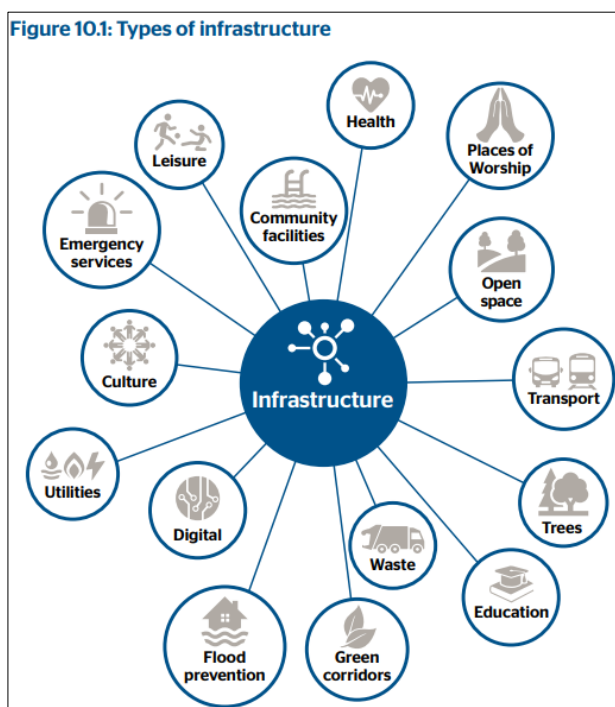 Figure 10.1: Types of infrastructure
Health
Leisure
Places of
Worship
Community
facilities
Emergency
services
Open
space
Culture
Infrastructure
Transport
Utilities
Digital
Trees
Waste
Education
Flood
prevention
Green
corridors